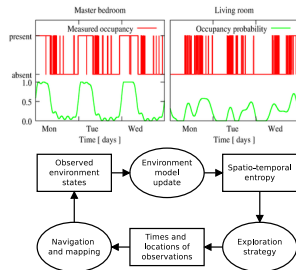 Master bedroom
Living room
Measured occupancy
Occupancy probability
present
absent
1.0
0.5
0.0
Mon Tue Wed
Mon Tue Wed
Time [ days ]
Time [ days ]
Observed environment states
Environment model update
Spatio-temporal entropy
Navigation and mapping
Times and locations of observations
Exploration strategy